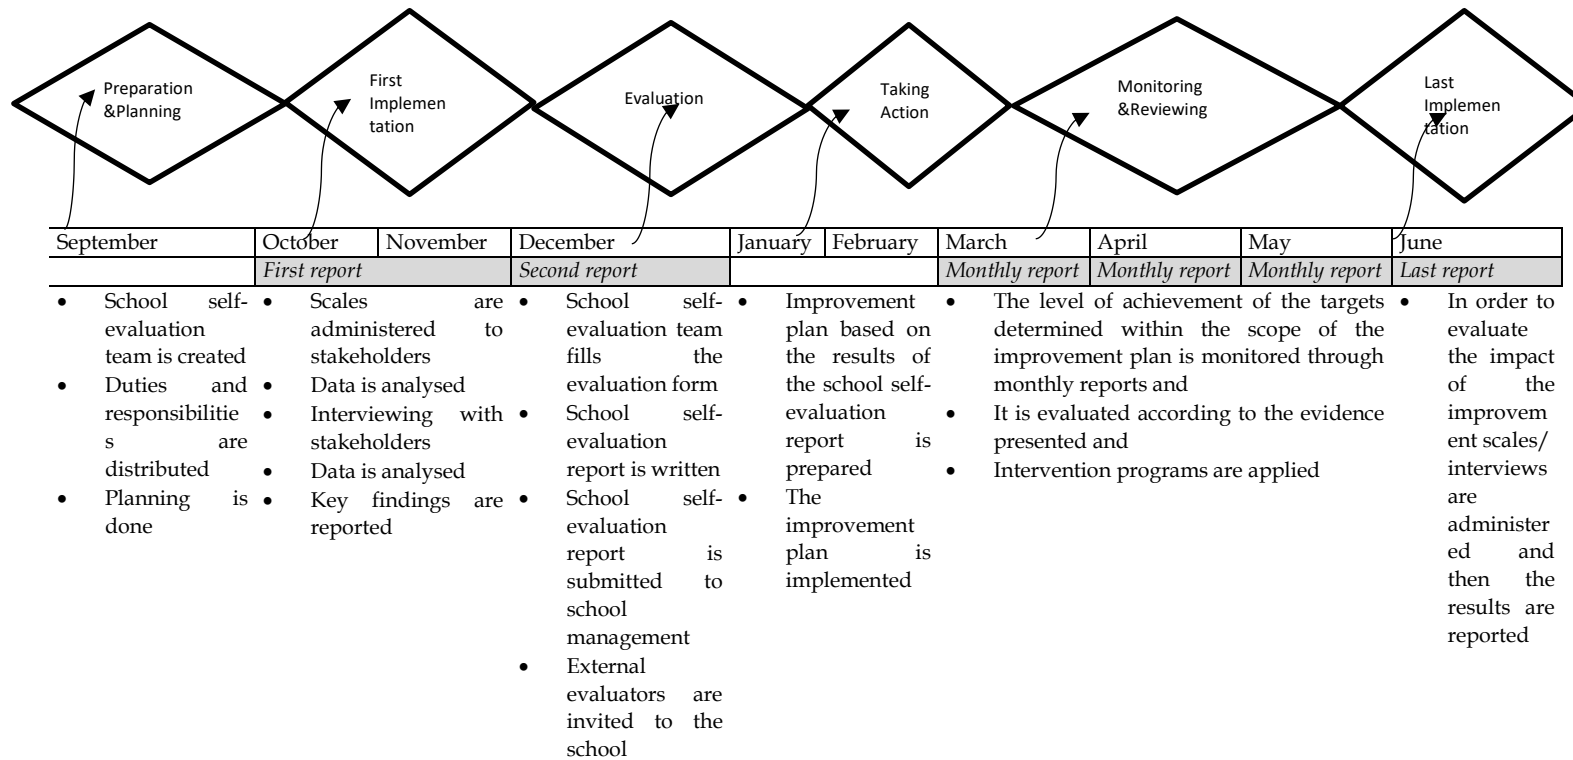 Preparation
&Planning
First
Implemen
tation
Evaluation
Taking
Action
Monitoring
&Reviewing
Last
Implemen
tation
September
October
November
December
January
February
March
April
May
June
First report
Second report
Monthly report
Monthly report
Monthly report
Last report
• School self-
evaluation
team is created
• Duties and
responsibilitie
s are
distributed
• Planning is
done
• Scales are
administered to
stakeholders
• Data is analysed
• Interviewing with
stakeholders
• Data is analysed
• Key findings are
reported
• School self-
evaluation team
fills the
evaluation form
• School self-
evaluation
report is written
• School self-
evaluation
report is
submitted to
school
management
• External
evaluators are
invited to the
school
• Improvement
plan based on
the results of
the school self-
evaluation
report is
prepared
• The
improvement
plan is
implemented
• The level of achievement of the targets
determined within the scope of the
improvement plan is monitored through
monthly reports and
• It is evaluated according to the evidence
presented and
• Intervention programs are applied
• In order to
evaluate
the impact
of the
improvem
ent scales/
interviews
are
administer
ed and
then the
results are
reported